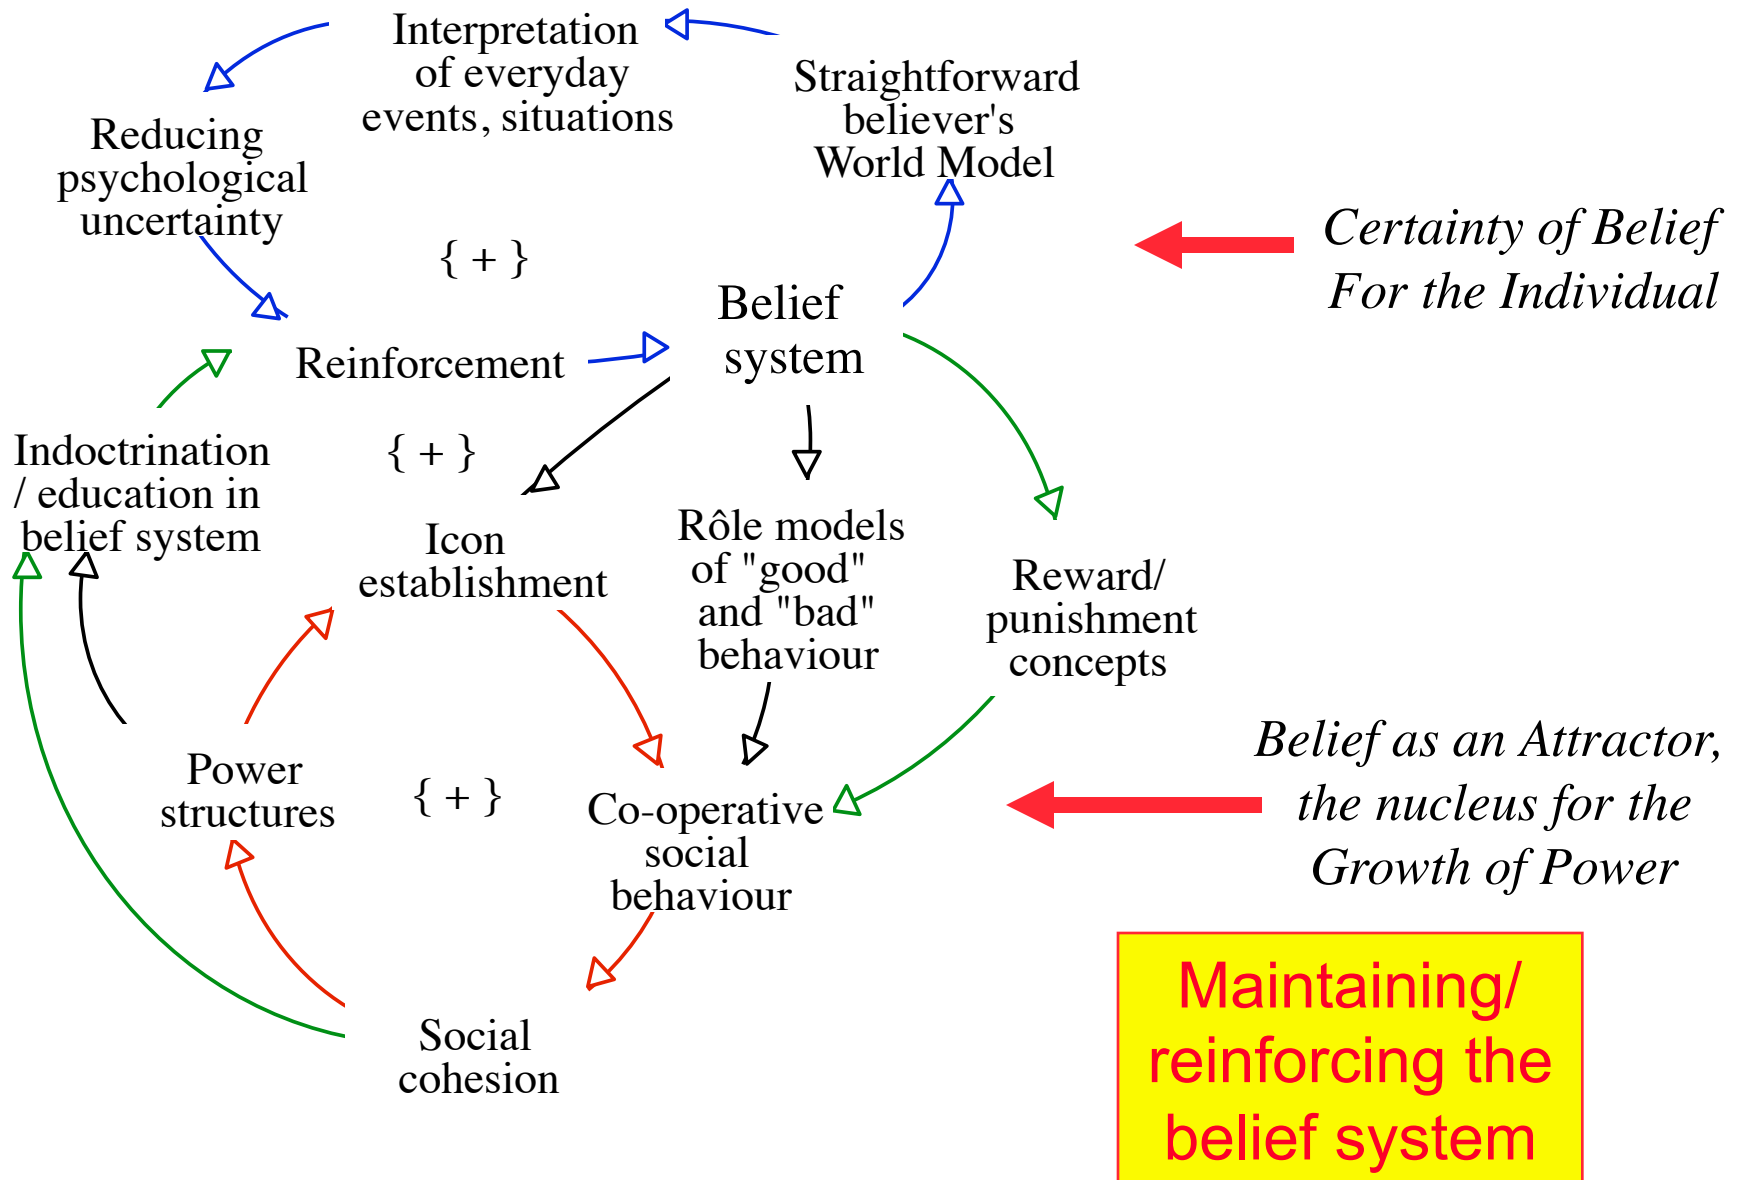 Interpretation
of everyday
events, situations
Straightforward
believer's
World Model
Reducing
psychological
uncertainty
{ + }
Certainty of Belief
For the Individual
Belief
system
Reinforcement
{ + }
Indoctrination
/ education in
belief system
Icon
establishment
Rôle models
of "good"
and "bad"
behaviour
Reward/
punishment
concepts
Power
structures
{ + }
Co-operative
social
behaviour
Belief as an Attractor,
the nucleus for the
Growth of Power
Social
cohesion
Maintaining/
reinforcing the
belief system